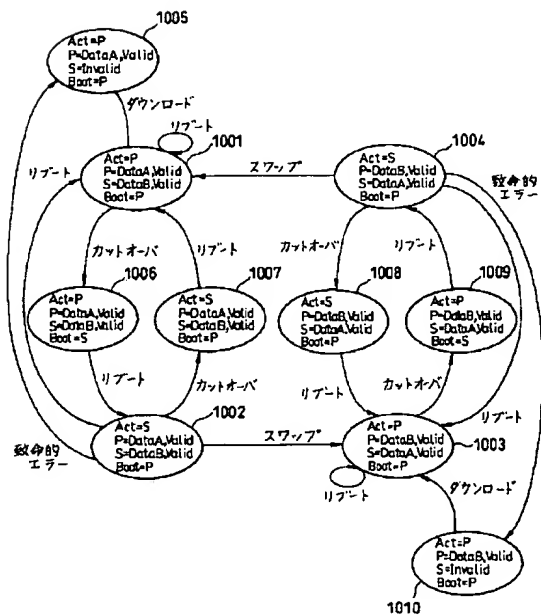 1005
Act=P
P=DataA,Valid
S=Invalid
Boot=P
ダウンロード
リブート
1001
Act=P
P=DataA,Valid
S=DataB,Valid
Boot=P
リブート
スワップ
1004
Act=S
P=DataB,Valid
S=DataA,Valid
Boot=P
致命的
エラー
カットオーバ
リブート
カットオーバ
リブート
1006
Act=P
P=DataA,Valid
S=DataB,Valid
Boot=S
1007
Act=S
P=DataA,Valid
S=DataB,Valid
Boot=P
1008
Act=S
P=DataB,Valid
S=DataA,Valid
Boot=P
1009
Act=P
P=DataB,Valid
S=DataA,Valid
Boot=S
リブート
カットオーバ
リブート
カットオーバ
リブート
1002
Act=S
P=DataA,Valid
S=DataB,Valid
Boot=P
致命的
エラー
スワップ
Act=P
P=DataB,Valid
S=DataA,Valid
Boot=P
1003
リブート
ダウンロード
Act=P
P=DataB,Valid
S=Invalid
Boot=P
1010